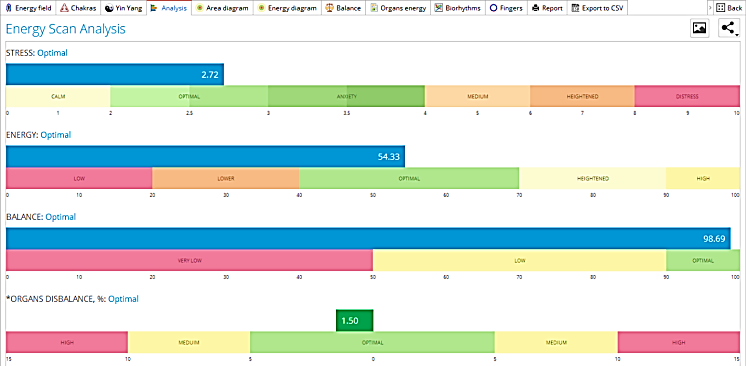 Energy field Chakras Yin Yang Analysis Area diagram Energy diagram Balance Organs energy Biorhythms Fingers Report Export to CSV Back
Energy Scan Analysis
STRESS: Optimal
2.72
CALM OPTIMAL ANXIETY MEDIUM HEIGHTENED DISTRESS
0 1 2 2.5 3 3.5 4 5 6 7 8 9 10
ENERGY: Optimal
54.33
LOW LOWER OPTIMAL HEIGHTENED HIGH
0 10 20 30 40 50 60 70 80 90 100
BALANCE: Optimal
98.69
VERY LOW LOW OPTIMAL
0 10 20 30 40 50 60 70 80 90 100
*ORGANS DISBALANCE, %: Optimal
1.50
HIGH MEDUIM OPTIMAL MEDIUM HIGH
15 10 5 0 5 10 15